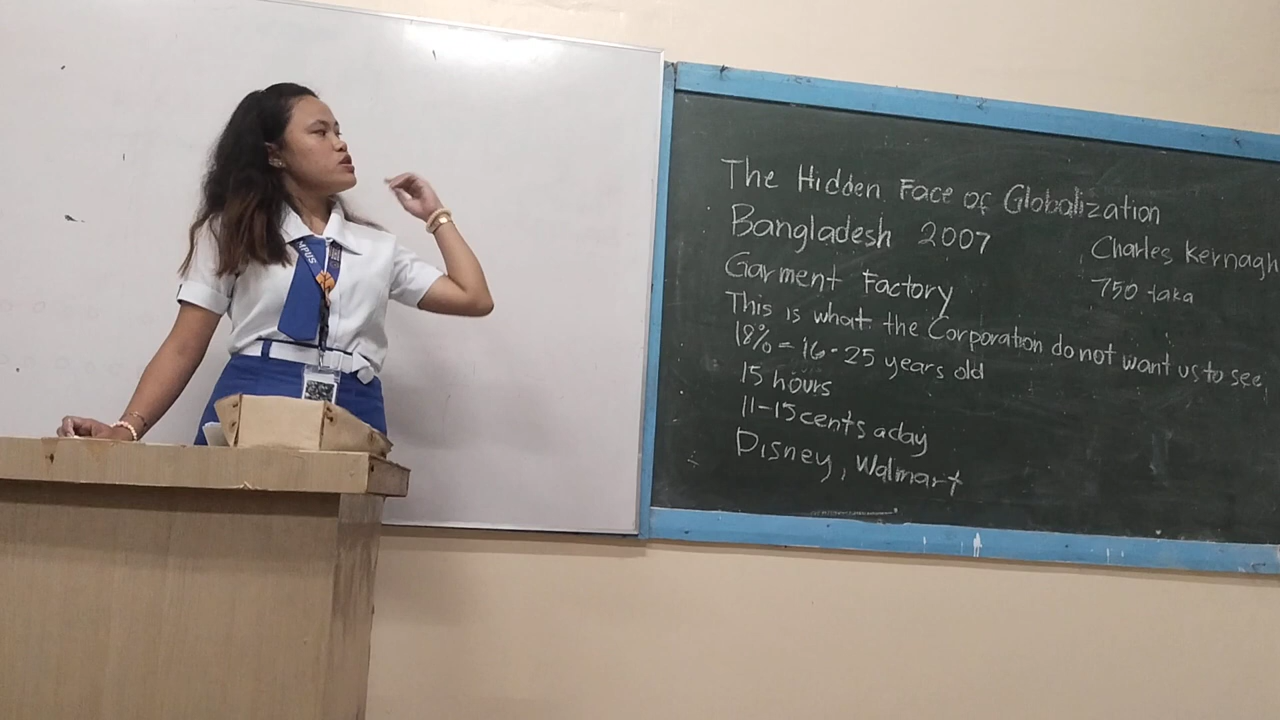 MPUS
The Hidden Face of Globalization
Bangladesh 2007
Charles Kernagh
Garment Factory
750 taka
This is what the Corporation do not want us to see
18% = 16-25 years old
15 hours
11-15 cents a day
Disney, Walmart